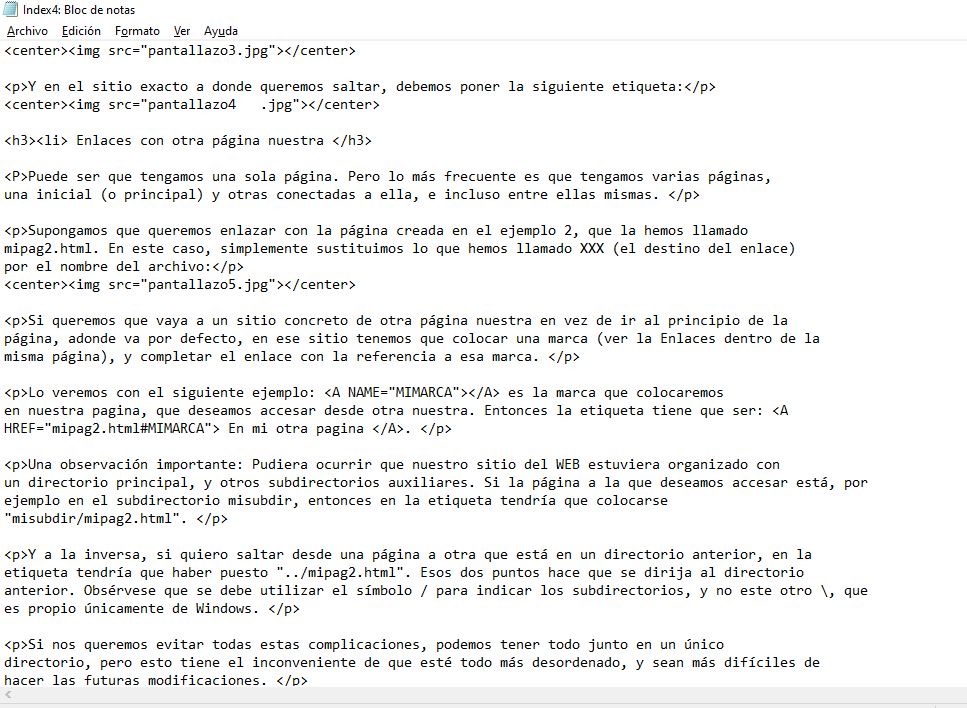 Index4: Bloc de notas
Archivo Edición Formato Ver Ayuda
<center><img src="pantallazo3.jpg"></center>
<p>Y en el sitio exacto a donde queremos saltar, debemos poner la siguiente etiqueta:</p>
<center><img src="pantallazo4   .jpg"></center>
<h3><li> Enlaces con otra página nuestra </h3>
<P>Puede ser que tengamos una sola página. Pero lo más frecuente es que tengamos varias páginas,
una inicial (o principal) y otras conectadas a ella, e incluso entre ellas mismas. </p>
<p>Supongamos que queremos enlazar con la página creada en el ejemplo 2, que la hemos llamado
mipag2.html. En este caso, simplemente sustituimos lo que hemos llamado XXX (el destino del enlace)
por el nombre del archivo:</p>
<center><img src="pantallazo5.jpg"></center>
<p>Si queremos que vaya a un sitio concreto de otra página nuestra en vez de ir al principio de la
página, adonde va por defecto, en ese sitio tenemos que colocar una marca (ver la Enlaces dentro de la
misma página), y completar el enlace con la referencia a esa marca. </p>
<p>Lo veremos con el siguiente ejemplo: <A NAME="MIMARCA"></A> es la marca que colocaremos
en nuestra pagina, que deseamos accesar desde otra nuestra. Entonces la etiqueta tiene que ser: <A
HREF="mipag2.html#MIMARCA"> En mi otra pagina </A>. </p>
<p>Una observación importante: Pudiera ocurrir que nuestro sitio del WEB estuviera organizado con
un directorio principal, y otros subdirectorios auxiliares. Si la página a la que deseamos accesar está, por
ejemplo en el subdirectorio misubdir, entonces en la etiqueta tendría que colocarse
"misubdir/mipag2.html". </p>
<p>Y a la inversa, si quiero saltar desde una página a otra que está en un directorio anterior, en la
etiqueta tendría que haber puesto "../mipag2.html". Esos dos puntos hace que se dirija al directorio
anterior. Obsérvese que se debe utilizar el símbolo / para indicar los subdirectorios, y no este otro \, que
es propio únicamente de Windows. </p>
<p>Si nos queremos evitar todas estas complicaciones, podemos tener todo junto en un único
directorio, pero esto tiene el inconveniente de que esté todo más desordenado, y sean más difíciles de
hacer las futuras modificaciones. </p>